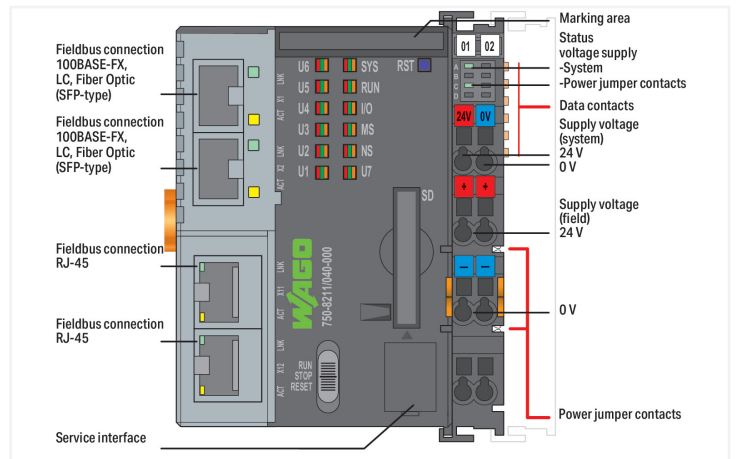 Marking area
Fieldbus connection
100BASE-FX,
LC, Fiber Optic
(SFP-type)
Fieldbus connection
100BASE-FX,
LC, Fiber Optic
(SFP-type)
Fieldbus connection
RJ-45
Fieldbus connection
RJ-45
Service interface
LNK
X1
ACT
LNK
X2
ACT
LNK
X11
ACT
LNK
X12
ACT
U6 SYS RST
U5 RUN
U4 I/O
U3 MS
U2 NS
U1 U7
SD
WAGO
750-8211/040-000
RUN
STOP
RESET
01 02
A
B
C
D
24V 0V
+ +
— —
Status
voltage supply
-System
-Power jumper contacts
Data contacts
Supply voltage
(system)
24 V
0 V
Supply voltage
(field)
24 V
0 V
Power jumper contacts